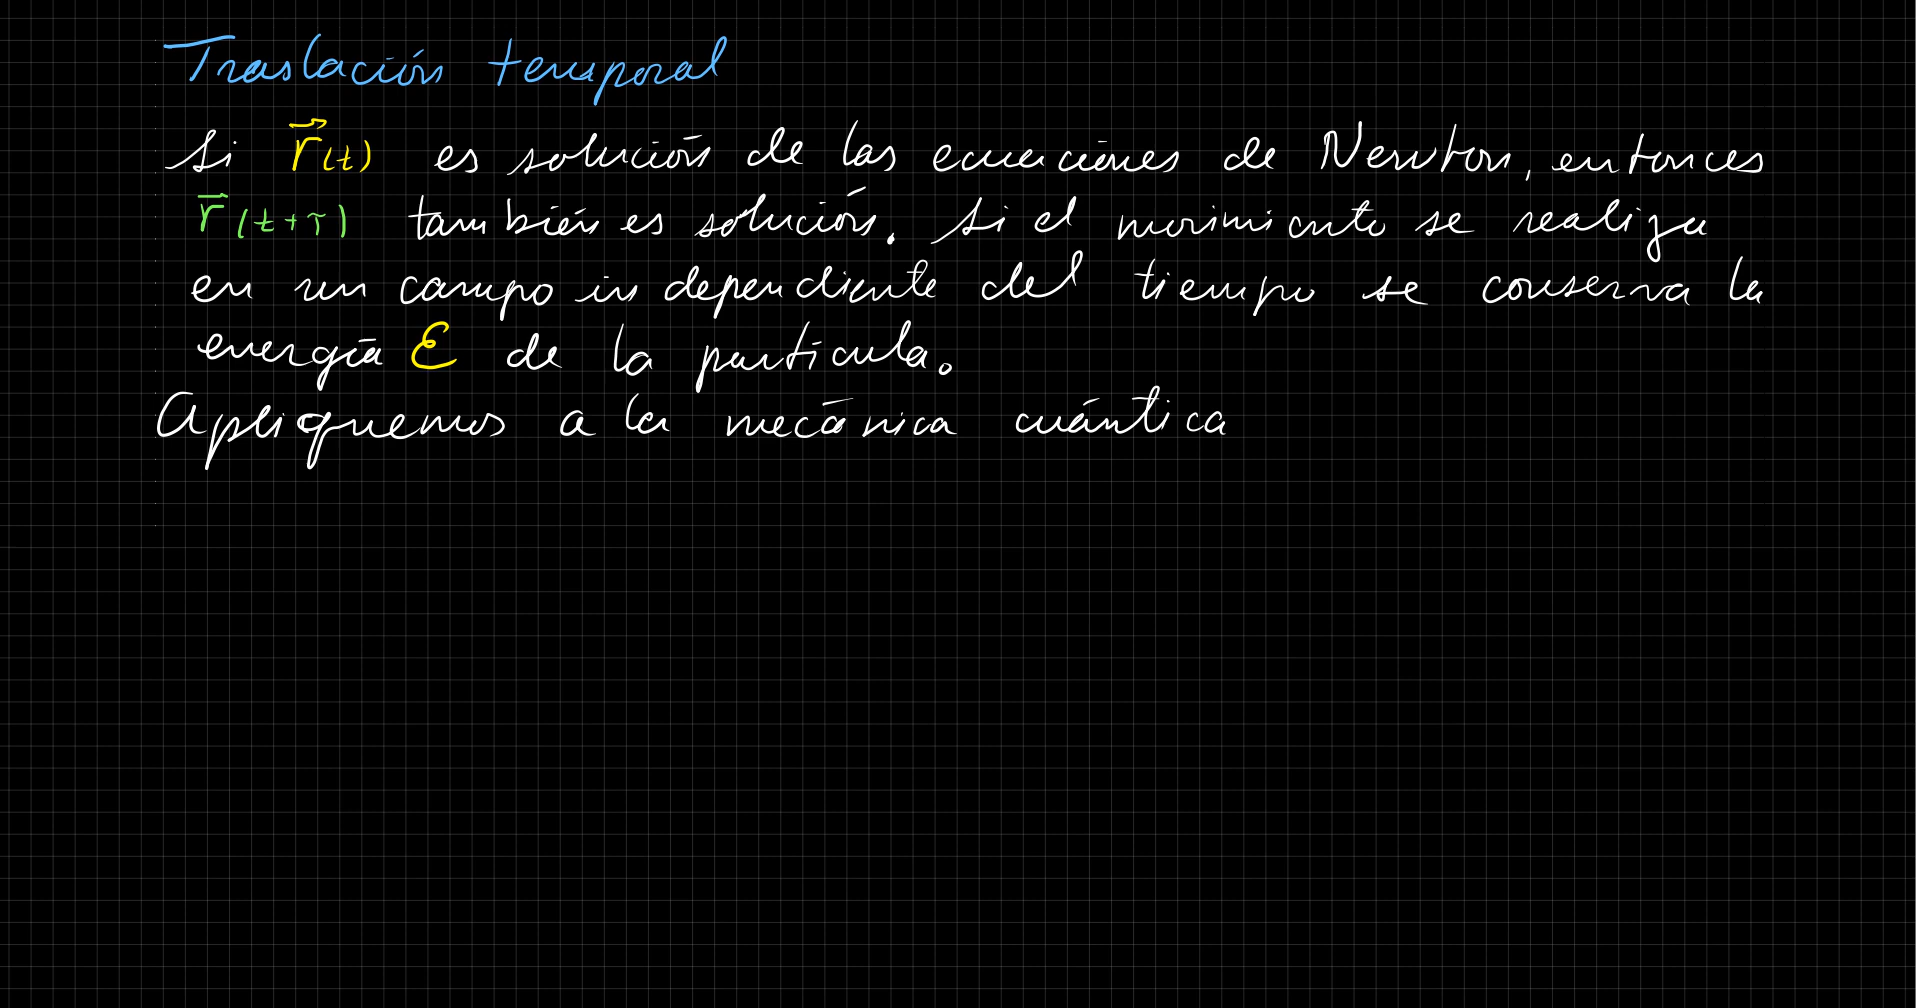 Traslación temporal
Si r⃗(t) es solución de las ecuaciones de Newton, entonces
r⃗(t+τ) también es solución. Si el movimiento se realiza
en un campo independiente del tiempo se conserva la
energía ℰ de la partícula.
Apliquemos a la mecánica cuántica